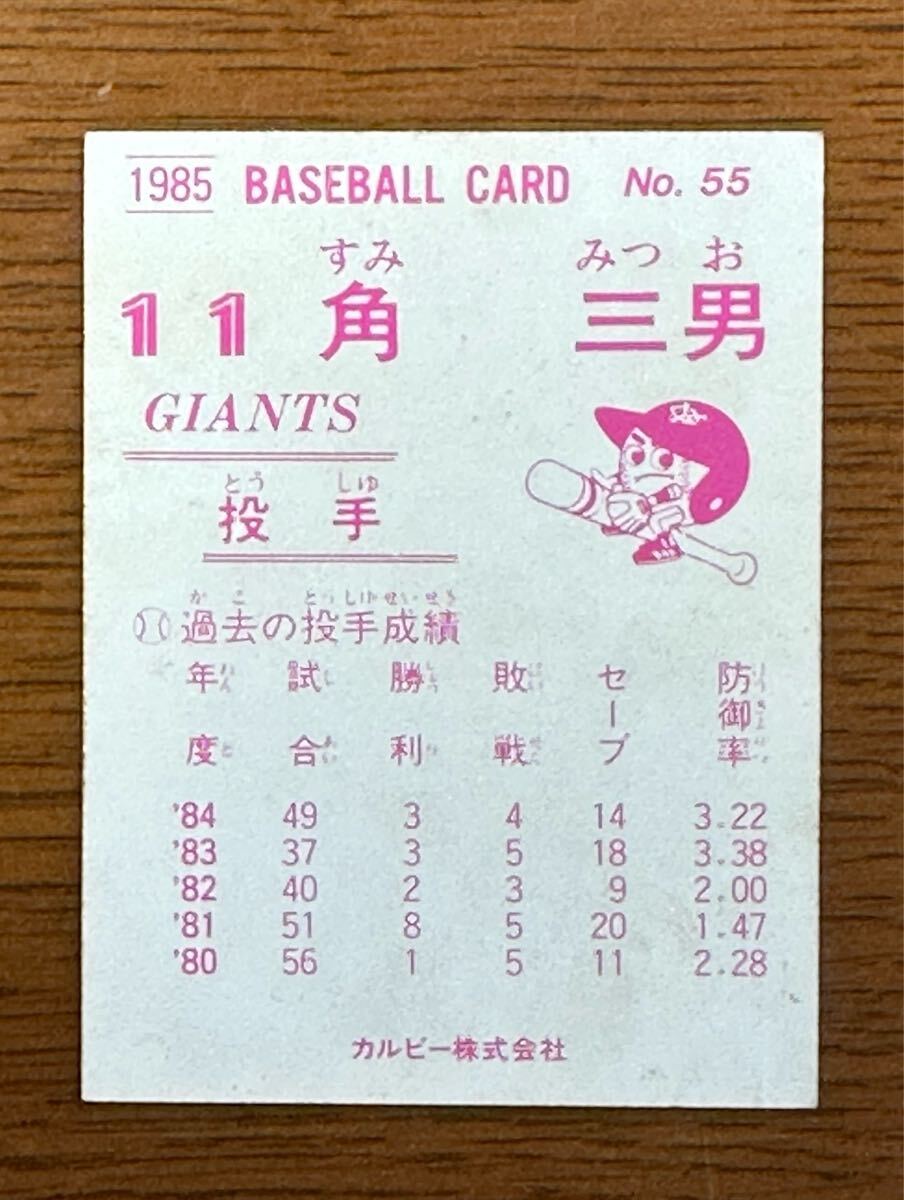 1985 BASEBALL CARD No. 55
すみ みつ お
11 角 三男
GIANTS
とう しゅ
投 手
か こ とう しゅ せい せき
過去の投手成績
年度 試合 勝利 敗戦 セーブ 防御率
'84 49 3 4 14 3.22
'83 37 3 5 18 3.38
'82 40 2 3 9 2.00
'81 51 8 5 20 1.47
'80 56 1 5 11 2.28
カルビー株式会社